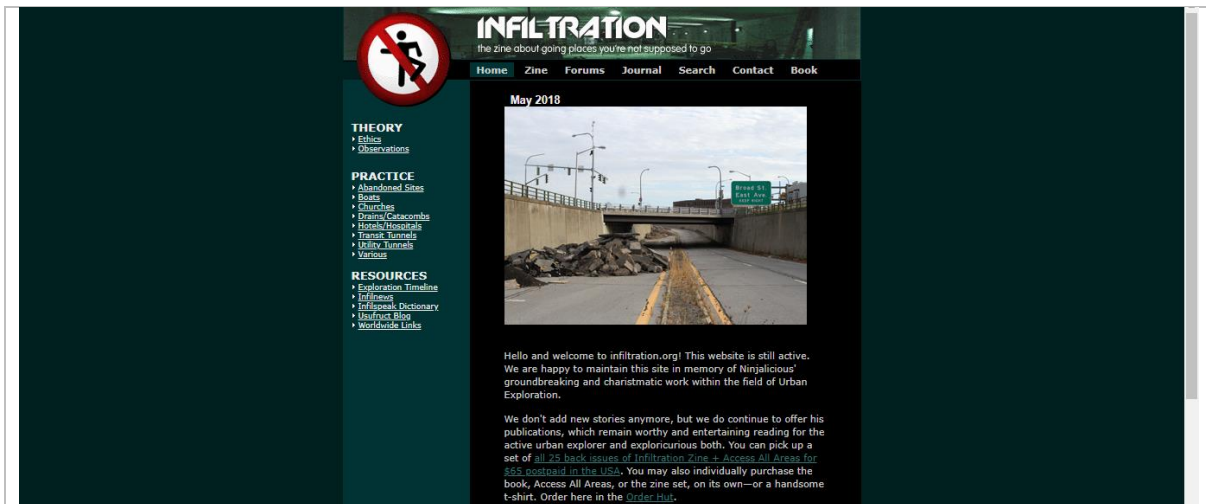 INFILTRATION
the zine about going places you're not supposed to go
Home Zine Forums Journal Search Contact Book
May 2018
Broad St.
East Ave.
THEORY
Ethics
Observations
PRACTICE
Abandoned Sites
Boats
Churches
Drains/Catacombs
Hotels/Hospitals
Transit Tunnels
Utility Tunnels
Various
RESOURCES
Exploration Timeline
Infilnews
Infilspeak Dictionary
Usufruct Blog
Worldwide Links
Hello and welcome to infiltration.org! This website is still active.
We are happy to maintain this site in memory of Ninjalicious'
groundbreaking and charistmatic work within the field of Urban
Exploration.
We don't add new stories anymore, but we do continue to offer his
publications, which remain worthy and entertaining reading for the
active urban explorer and exploricurious both. You can pick up a
set of all 25 back issues of Infiltration Zine + Access All Areas for
$65 postpaid in the USA. You may also individually purchase the
book, Access All Areas, or the zine set, on its own—or a handsome
t-shirt. Order here in the Order Hut.